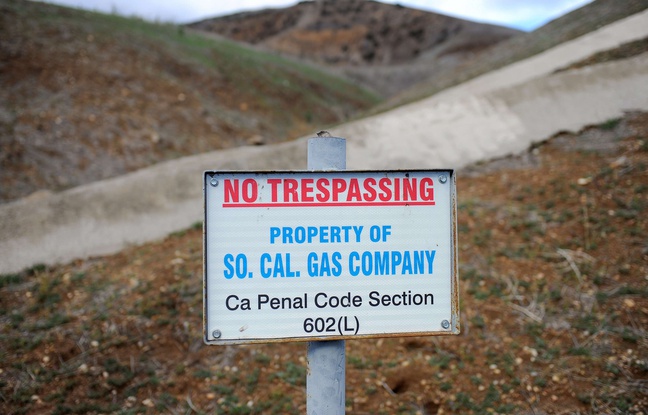 NO TRESPASSING
PROPERTY OF
SO. CAL. GAS COMPANY
Ca Penal Code Section
602(L)